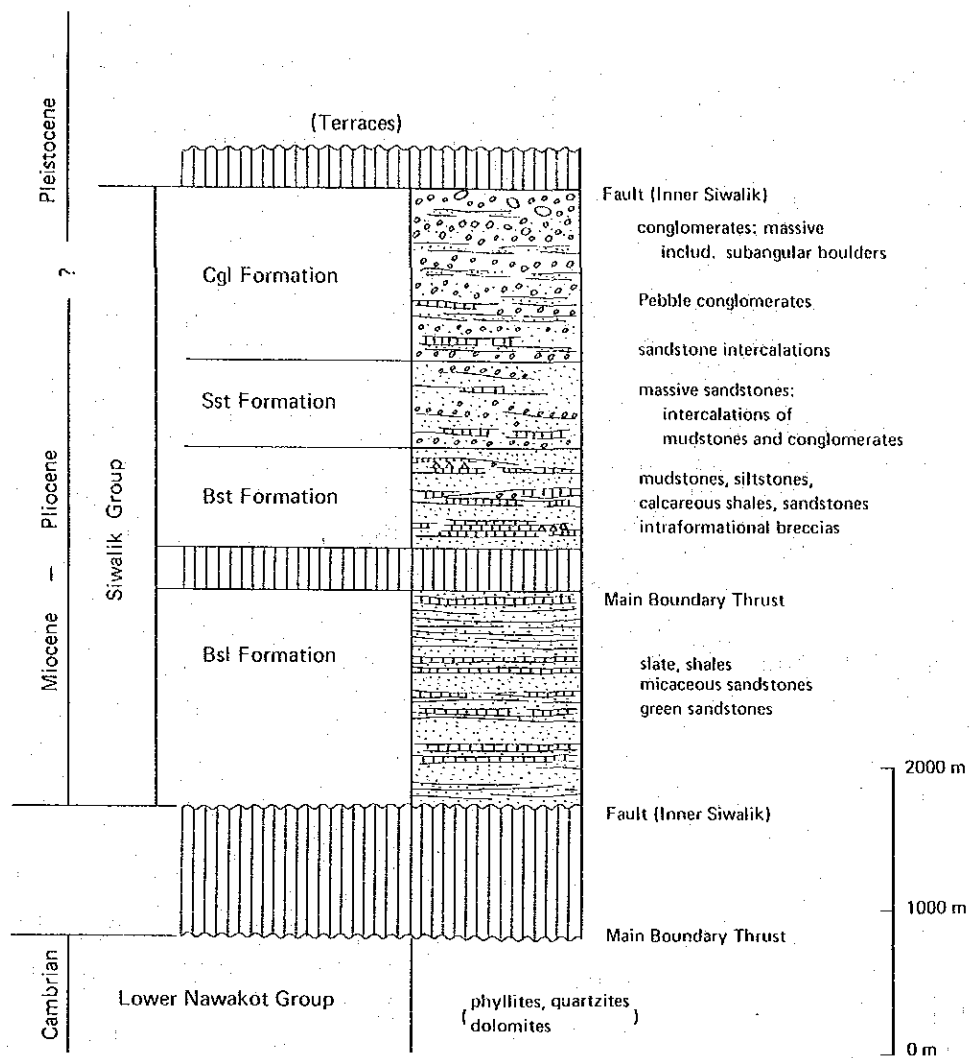 Pleistocene
?
Miocene — Pliocene
Cambrian
Siwalik Group
(Terraces)
Cgl Formation
Sst Formation
Bst Formation
Bsl Formation
Lower Nawakot Group
Fault (Inner Siwalik)
conglomerates: massive
includ. subangular boulders
Pebble conglomerates
sandstone intercalations
massive sandstones:
intercalations of
mudstones and conglomerates
mudstones, siltstones,
calcareous shales, sandstones
intraformational breccias
Main Boundary Thrust
slate, shales
micaceous sandstones
green sandstones
Fault (Inner Siwalik)
Main Boundary Thrust
(phyllites, quartzites
dolomites)
2000 m
1000 m
0 m